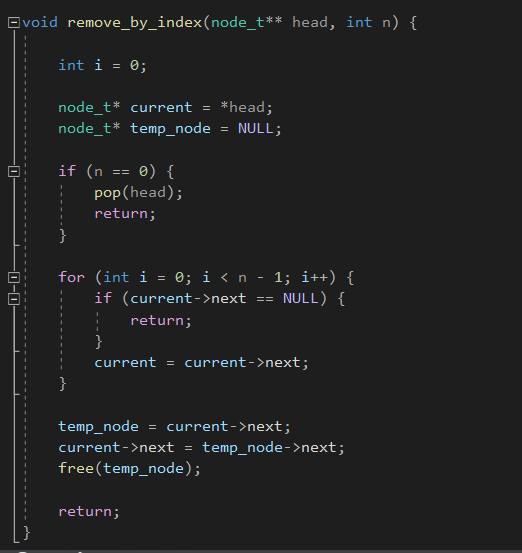 void remove_by_index(node_t** head, int n) {
int i = 0;
node_t* current = *head;
node_t* temp_node = NULL;
if (n == 0) {
pop(head);
return;
}
for (int i = 0; i < n - 1; i++) {
if (current->next == NULL) {
return;
}
current = current->next;
}
temp_node = current->next;
current->next = temp_node->next;
free(temp_node);
return;
}